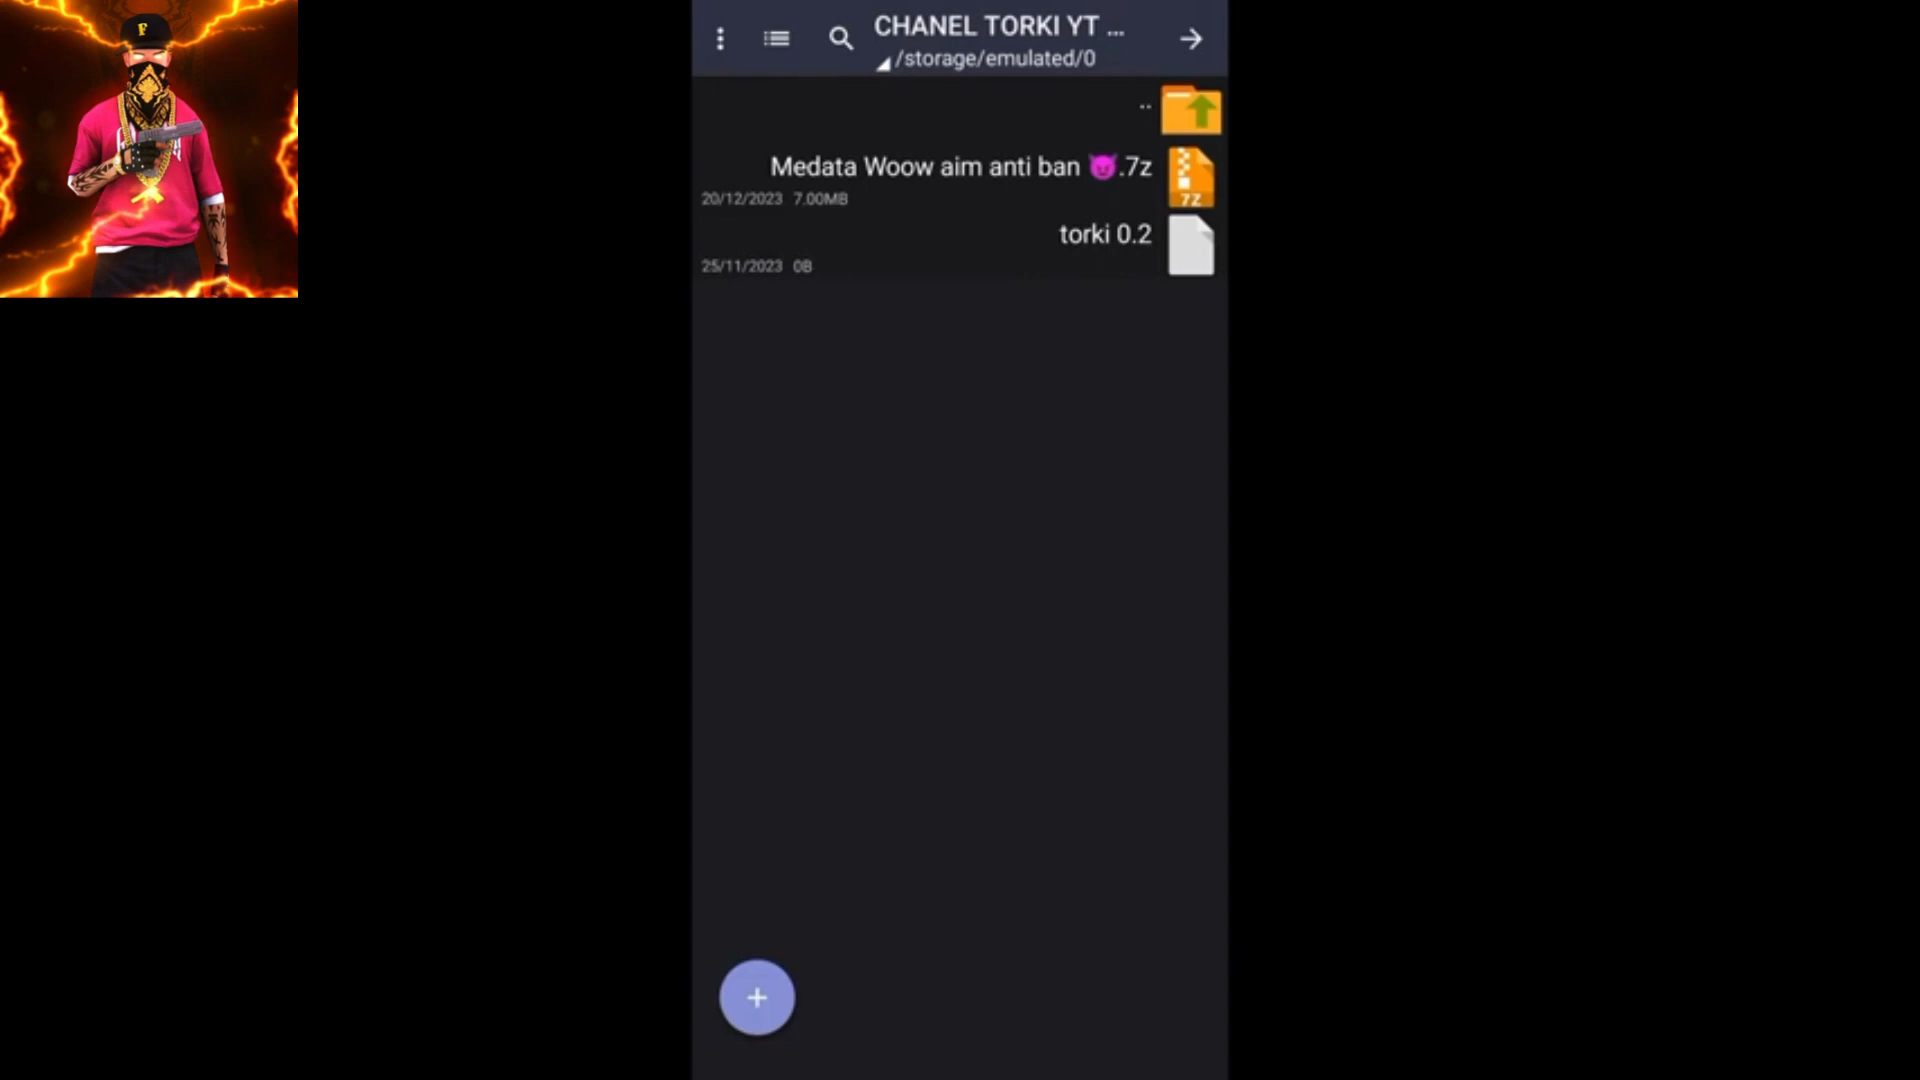 F
CHANEL TORKI YT ...
/storage/emulated/0
..
Medata Woow aim anti ban 😈.7z
20/12/2023 7.00MB
7Z
torki 0.2
25/11/2023 0B